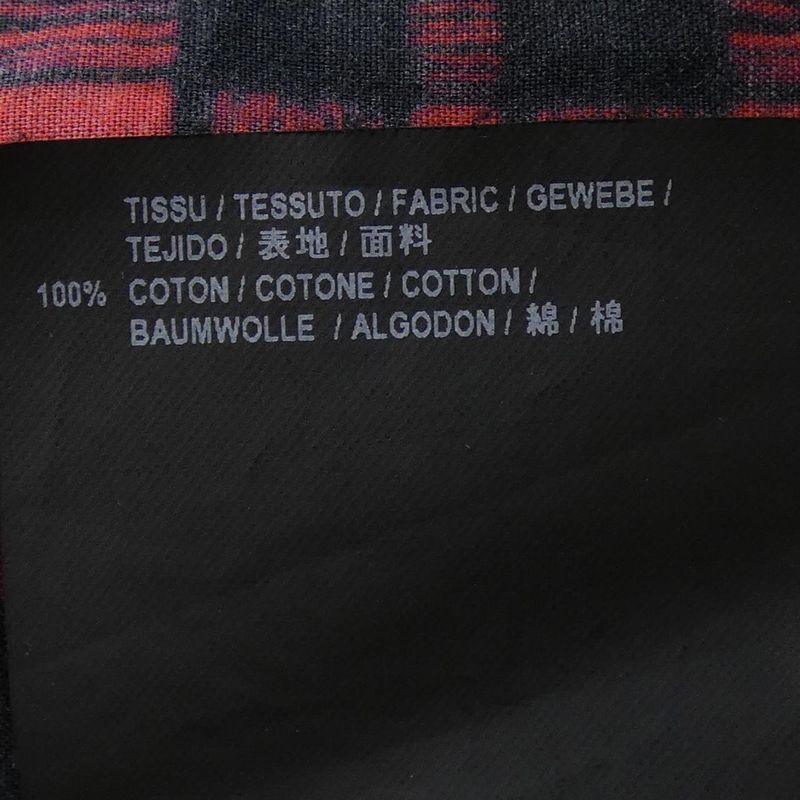 TISSU / TESSUTO / FABRIC / GEWEBE /
TEJIDO / 表地 / 面料
100% COTON / COTONE / COTTON /
BAUMWOLLE / ALGODON / 綿 / 棉